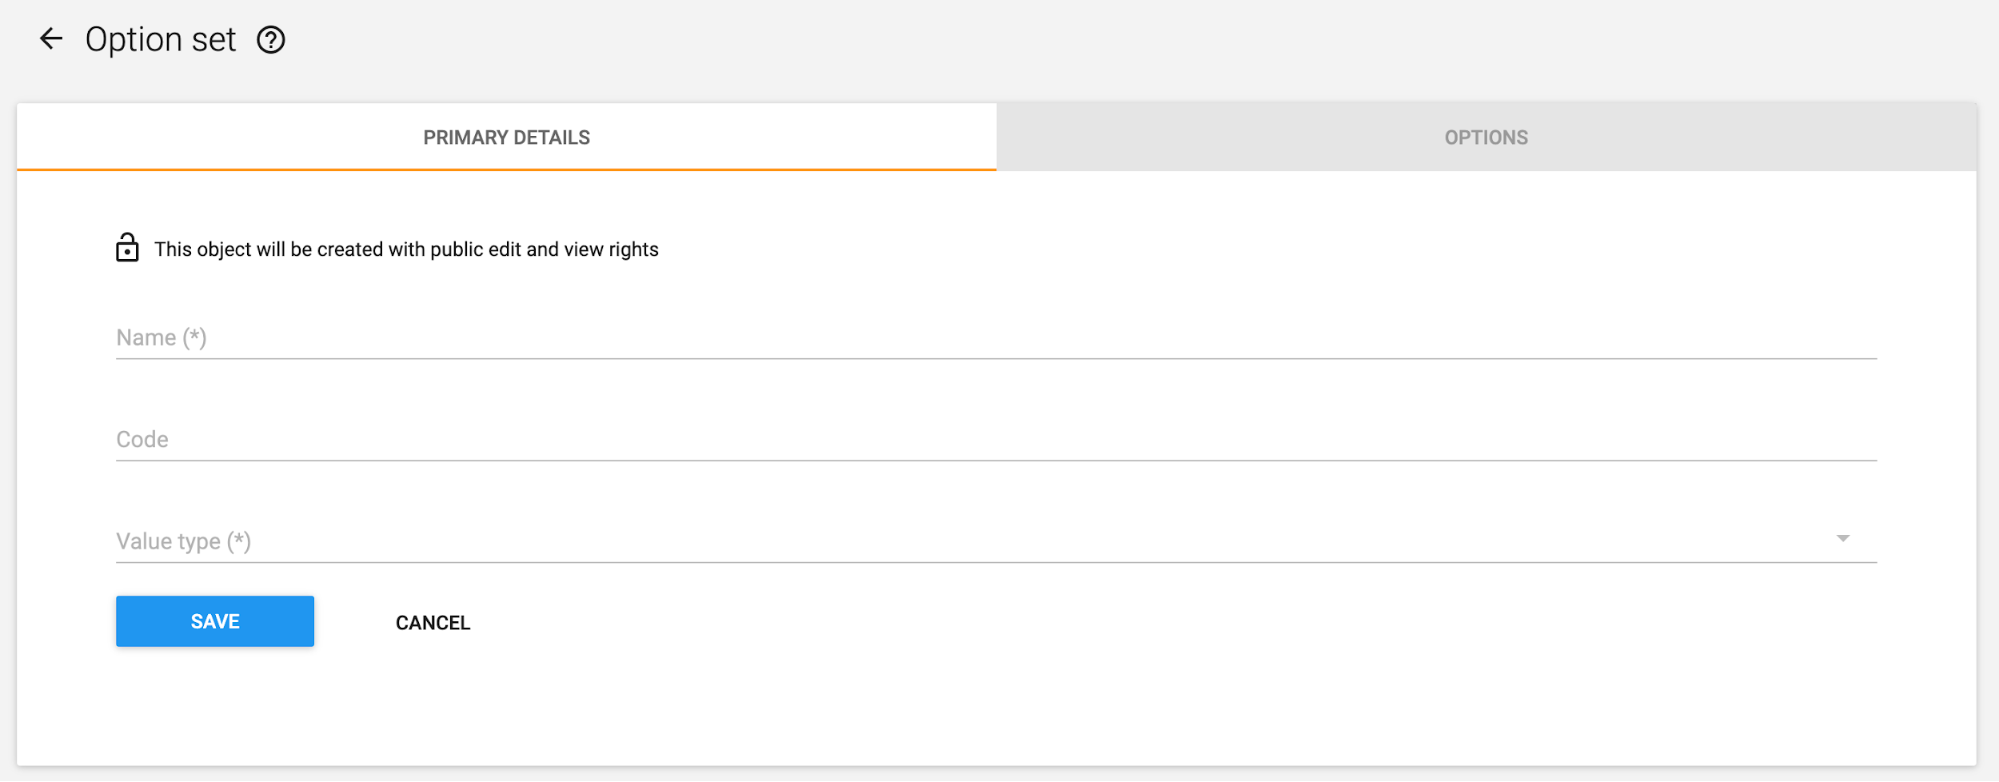 Option set
PRIMARY DETAILS
OPTIONS
This object will be created with public edit and view rights
Name (*)
Code
Value type (*)
SAVE
CANCEL